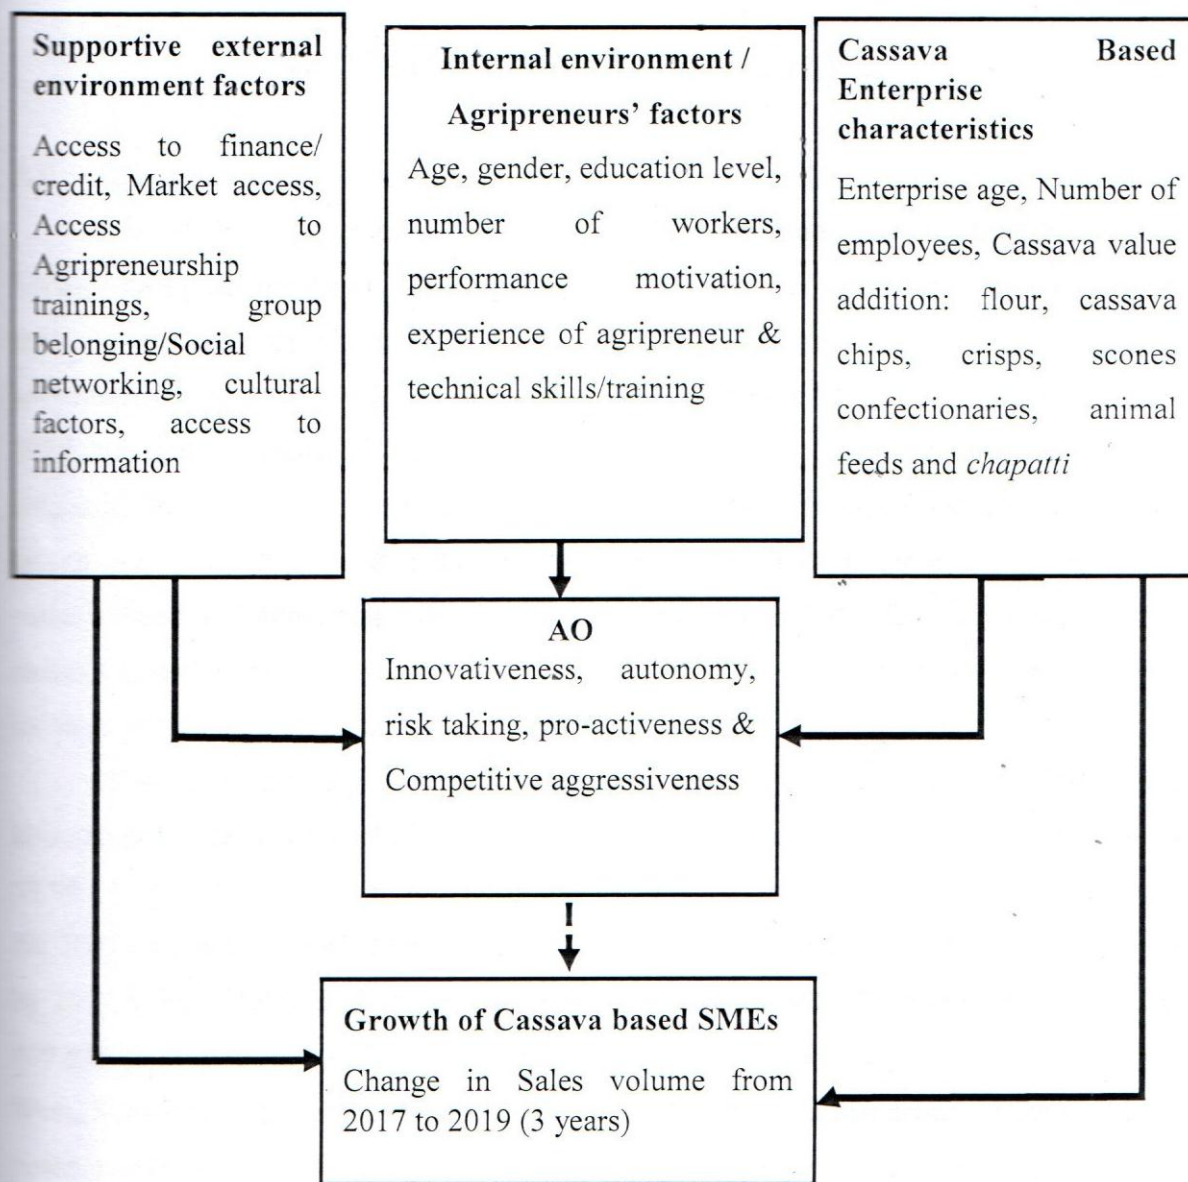 Supportive external
environment factors
Access to finance/
credit, Market access,
Access to
Agripreneurship
trainings, group
belonging/Social
networking, cultural
factors, access to
information
Internal environment /
Agripreneurs’ factors
Age, gender, education level,
number of workers,
performance motivation,
experience of agripreneur &
technical skills/training
Cassava Based
Enterprise
characteristics
Enterprise age, Number of
employees, Cassava value
addition: flour, cassava
chips, crisps, scones
confectionaries, animal
feeds and chapatti
AO
Innovativeness, autonomy,
risk taking, pro-activeness &
Competitive aggressiveness
Growth of Cassava based SMEs
Change in Sales volume from
2017 to 2019 (3 years)